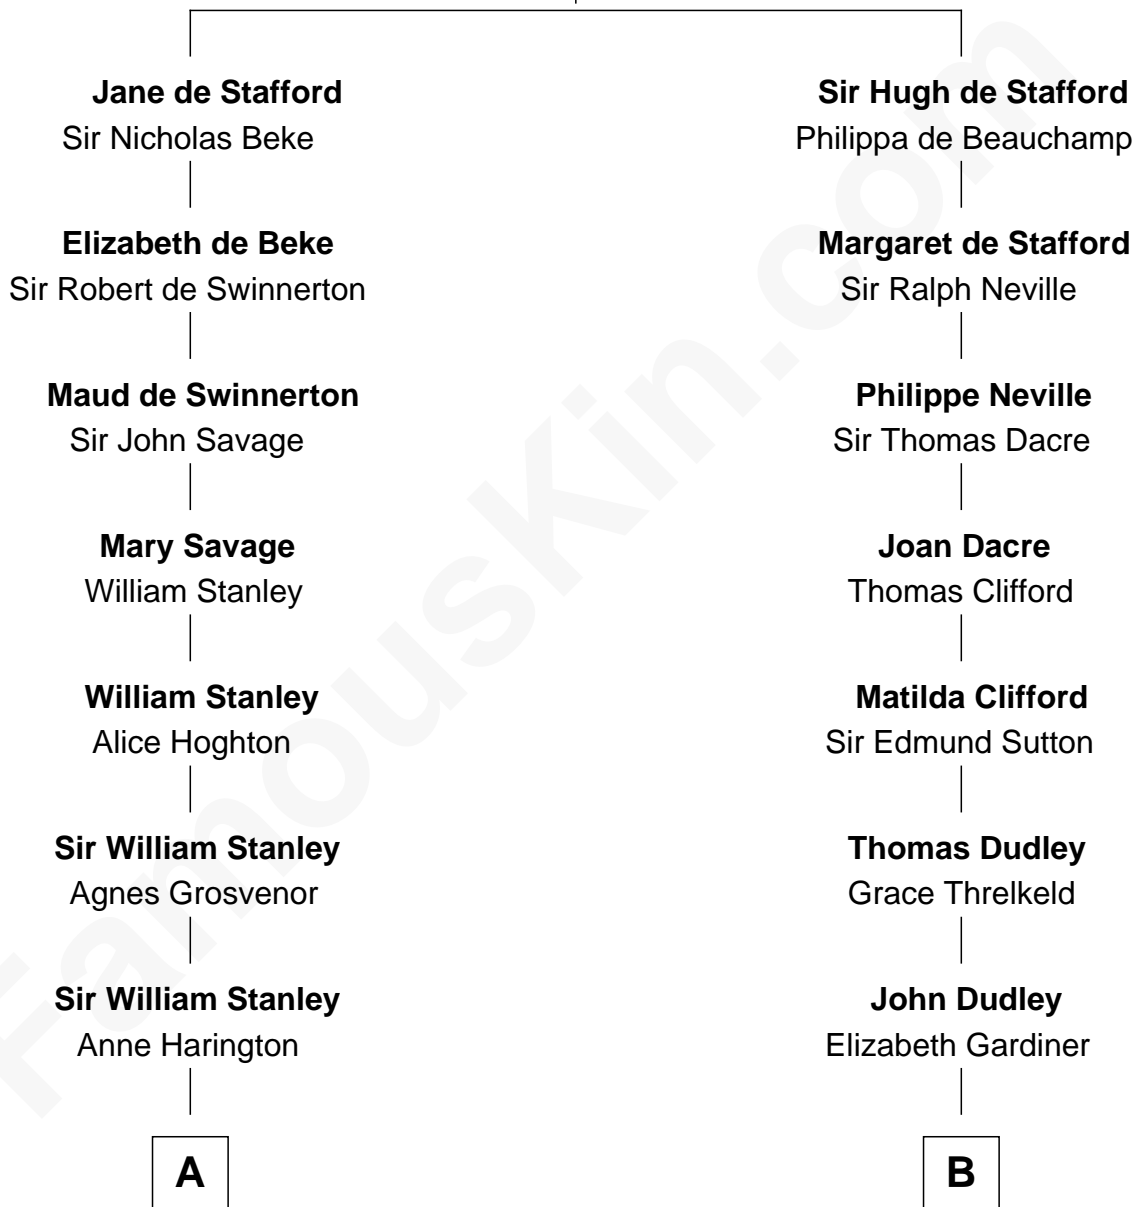 Jane de Stafford
Sir Nicholas Beke
Elizabeth de Beke
Sir Robert de Swinnerton
Maud de Swinnerton
Sir John Savage
Mary Savage
William Stanley
William Stanley
Alice Hoghton
Sir William Stanley
Agnes Grosvenor
Sir William Stanley
Anne Harington
A
Sir Hugh de Stafford
Philippa de Beauchamp
Margaret de Stafford
Sir Ralph Neville
Philippe Neville
Sir Thomas Dacre
Joan Dacre
Thomas Clifford
Matilda Clifford
Sir Edmund Sutton
Thomas Dudley
Grace Threlkeld
John Dudley
Elizabeth Gardiner
B
FamousKin.com